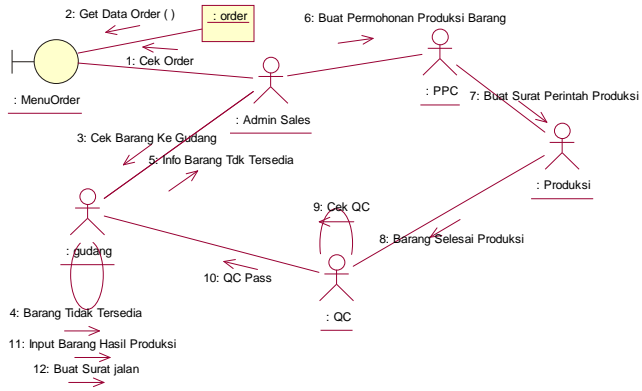 2: Get Data Order ( )
: order
6: Buat Permohonan Produksi Barang
1: Cek Order
: MenuOrder
: Admin Sales
: PPC
7: Buat Surat Perintah Produksi
3: Cek Barang Ke Gudang
5: Info Barang Tdk Tersedia
: Produksi
9: Cek QC
8: Barang Selesai Produksi
: gudang
10: QC Pass
4: Barang Tidak Tersedia
: QC
11: Input Barang Hasil Produksi
12: Buat Surat jalan